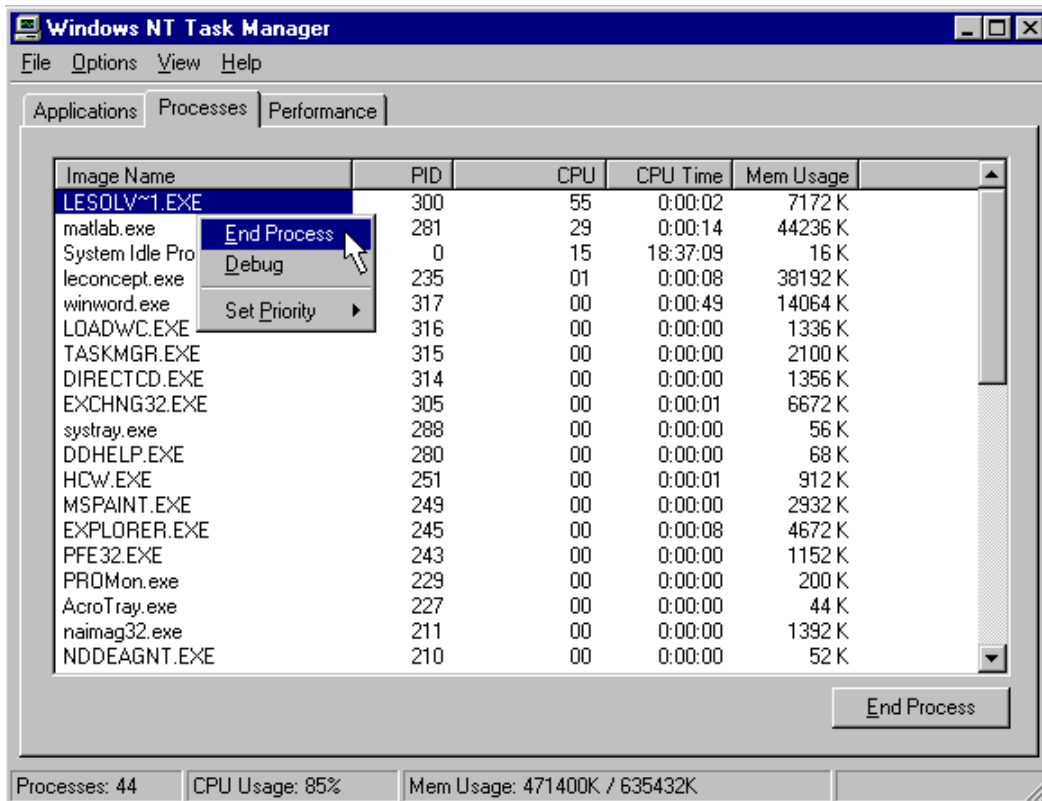 Windows NT Task Manager
File Options View Help
Applications Processes Performance
Image Name PID CPU CPU Time Mem Usage
LESOLV~1.EXE 300 55 0:00:02 7172 K
matlab.exe 281 29 0:00:14 44236 K
End Process
System Idle Pro 0 15 18:37:09 16 K
Debug
leconcept.exe 235 01 0:00:08 38192 K
winword.exe 317 00 0:00:49 14064 K
Set Priority
LOADWC.EXE 316 00 0:00:00 1336 K
TASKMGR.EXE 315 00 0:00:00 2100 K
DIRECTCD.EXE 314 00 0:00:00 1356 K
EXCHNG32.EXE 305 00 0:00:01 6672 K
systray.exe 288 00 0:00:00 56 K
DDHELP.EXE 280 00 0:00:00 68 K
HCW.EXE 251 00 0:00:01 912 K
MSPAINT.EXE 249 00 0:00:00 2932 K
EXPLORER.EXE 245 00 0:00:08 4672 K
PFE32.EXE 243 00 0:00:00 1152 K
PROMon.exe 229 00 0:00:00 200 K
AcroTray.exe 227 00 0:00:00 44 K
naimag32.exe 211 00 0:00:00 1392 K
NDDEAGNT.EXE 210 00 0:00:00 52 K
End Process
Processes: 44 CPU Usage: 85% Mem Usage: 471400K / 635432K